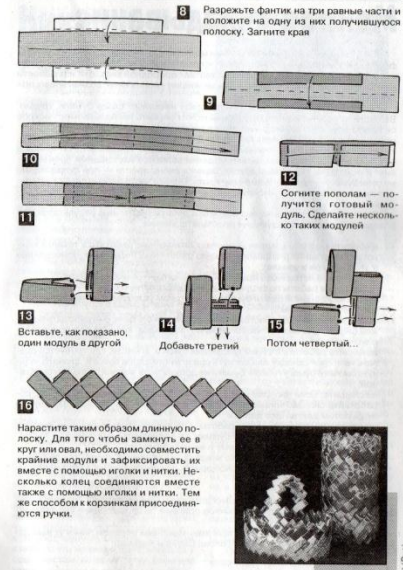 8
Разрежьте фантик на три равные части и
положите на одну из них получившуюся
полоску. Загните края
9
10
11
12
Согните пополам — по-
лучится готовый мо-
дуль. Сделайте несколь-
ко таких модулей
13
Вставьте, как показано,
один модуль в другой
14
Добавьте третий
15
Потом четвертый...
16
Нарастите таким образом длинную по-
лоску. Для того чтобы замкнуть ее в
круг или овал, необходимо совместить
крайние модули и зафиксировать их
вместе с помощью иголки и нитки. Не-
сколько колец соединяются вместе
также с помощью иголки и нитки. Тем
же способом к корзинкам присоединя-
ются ручки.